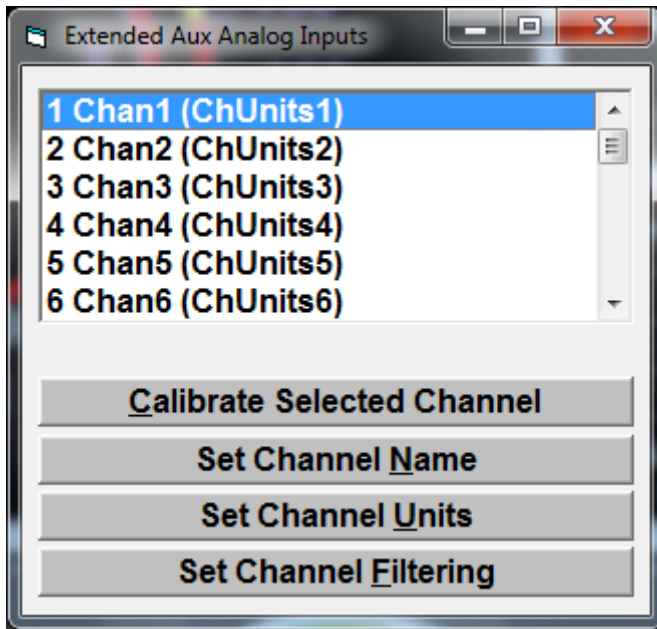 Extended Aux Analog Inputs
1 Chan1 (ChUnits1)
2 Chan2 (ChUnits2)
3 Chan3 (ChUnits3)
4 Chan4 (ChUnits4)
5 Chan5 (ChUnits5)
6 Chan6 (ChUnits6)
Calibrate Selected Channel
Set Channel Name
Set Channel Units
Set Channel Filtering